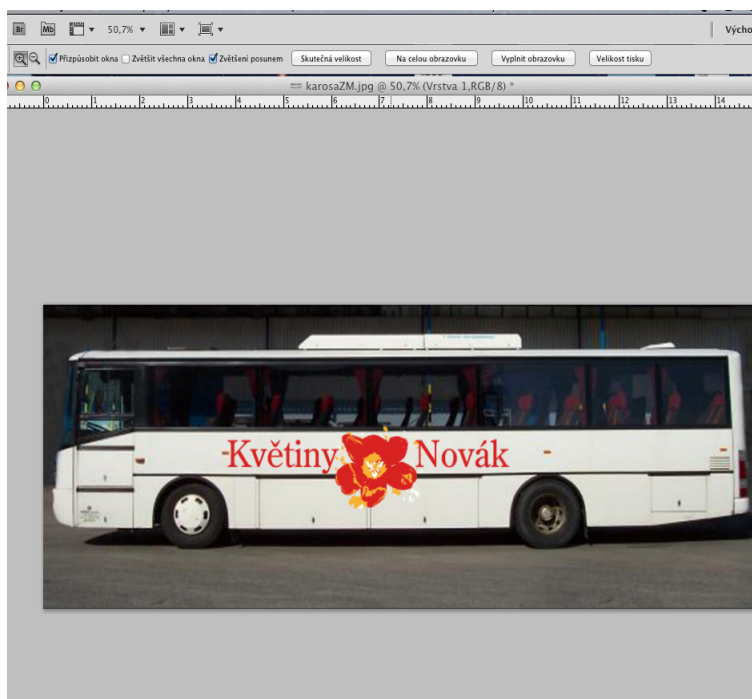 Br Mb 50,7% Výcho
Přizpůsobit okna Zvětšit všechna okna Zvětšení posunem Skutečná velikost Na celou obrazovku Vyplnit obrazovku Velikost tisku
karosaZM.jpg @ 50,7% (Vrstva 1,RGB/8) *
0 1 2 3 4 5 6 7 8 9 10 11 12 13 14
Květiny Novák